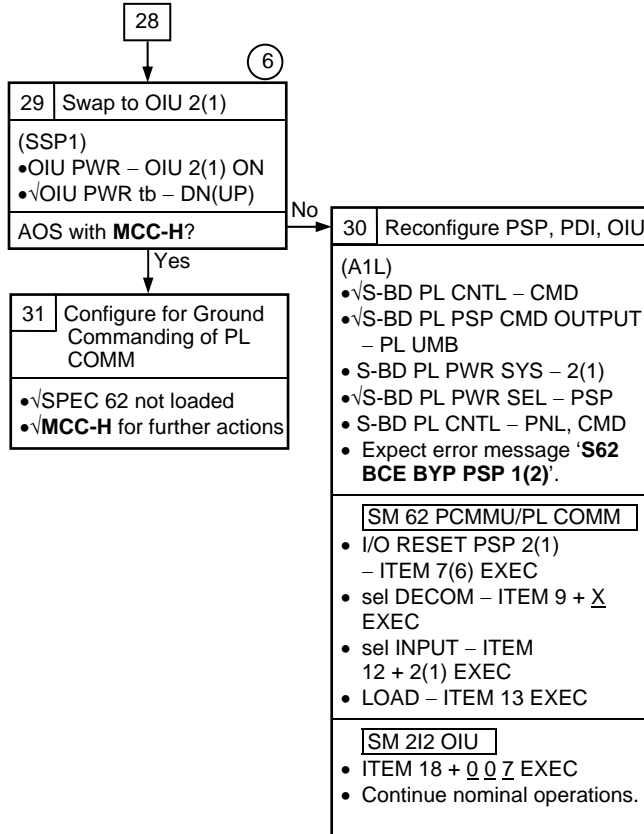 28
6
29 Swap to OIU 2(1)
(SSP1)
•OIU PWR – OIU 2(1) ON
•√OIU PWR tb – DN(UP)
AOS with MCC-H?
No
Yes
31 Configure for Ground
Commanding of PL
COMM
•√SPEC 62 not loaded
•√MCC-H for further actions
30 Reconfigure PSP, PDI, OIU
(A1L)
•√S-BD PL CNTL – CMD
•√S-BD PL PSP CMD OUTPUT
– PL UMB
• S-BD PL PWR SYS – 2(1)
•√S-BD PL PWR SEL – PSP
• S-BD PL CNTL – PNL, CMD
• Expect error message ‘S62
BCE BYP PSP 1(2)’.
SM 62 PCMMU/PL COMM
• I/O RESET PSP 2(1)
– ITEM 7(6) EXEC
• sel DECOM – ITEM 9 + X
EXEC
• sel INPUT – ITEM
12 + 2(1) EXEC
• LOAD – ITEM 13 EXEC
SM 212 OIU
• ITEM 18 + 0 0 7 EXEC
• Continue nominal operations.